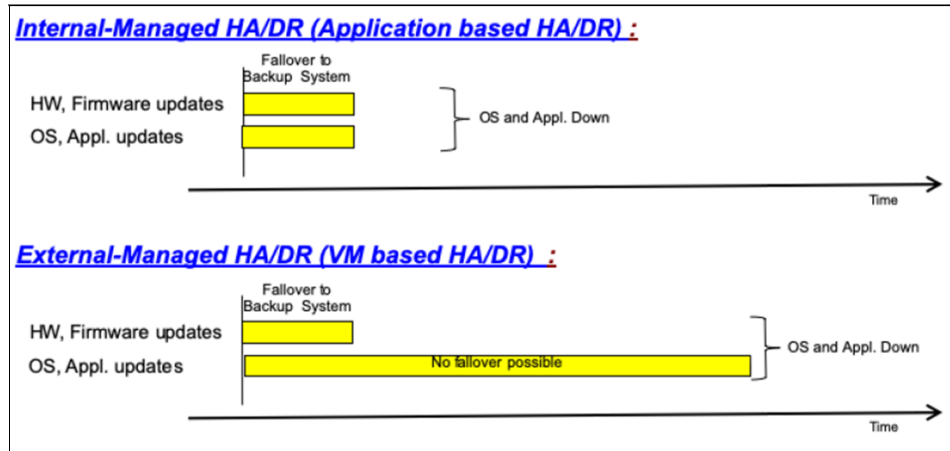 Internal-Managed HA/DR (Application based HA/DR) :
Fallover to
Backup System
HW, Firmware updates
OS, Appl. updates
OS and Appl. Down
Time
External-Managed HA/DR (VM based HA/DR) :
Fallover to
Backup System
HW, Firmware updates
OS, Appl. updates
No fallover possible
OS and Appl. Down
Time